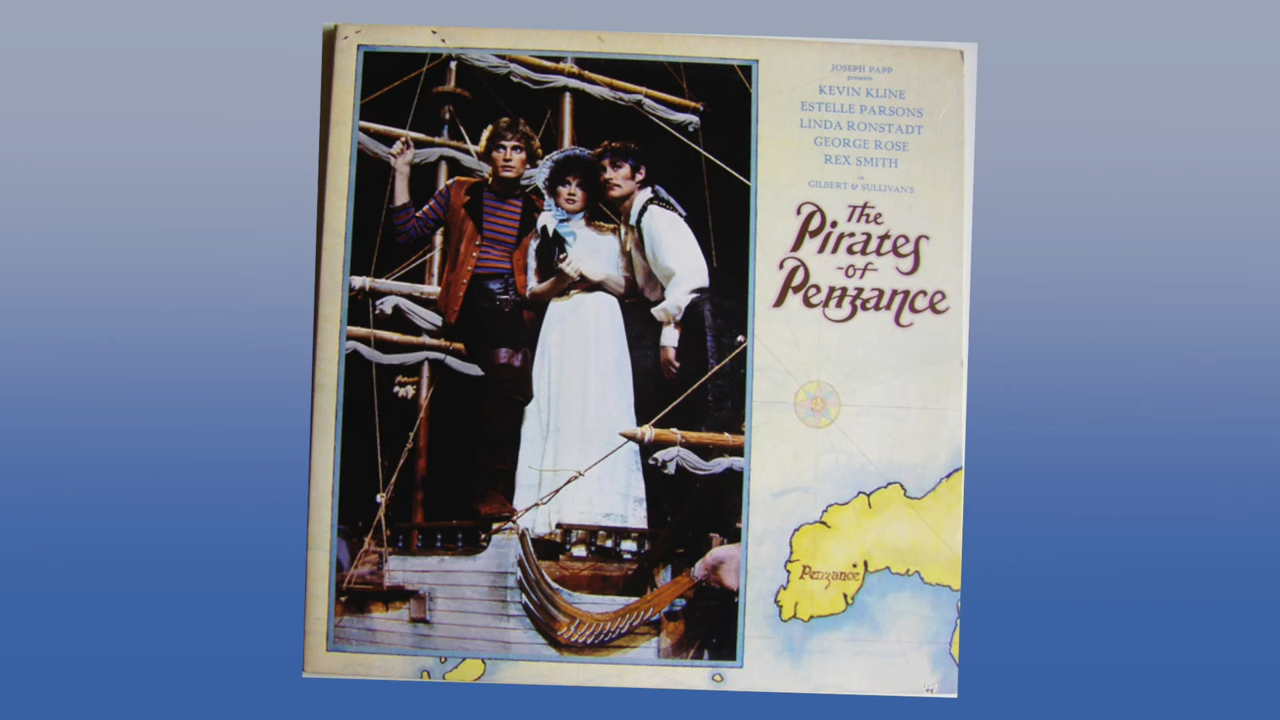 JOSEPH PAPP
presents
KEVIN KLINE
ESTELLE PARSONS
LINDA RONSTADT
GEORGE ROSE
REX SMITH
in
GILBERT & SULLIVAN'S
The
Pirates
-of-
Penzance
Penzance